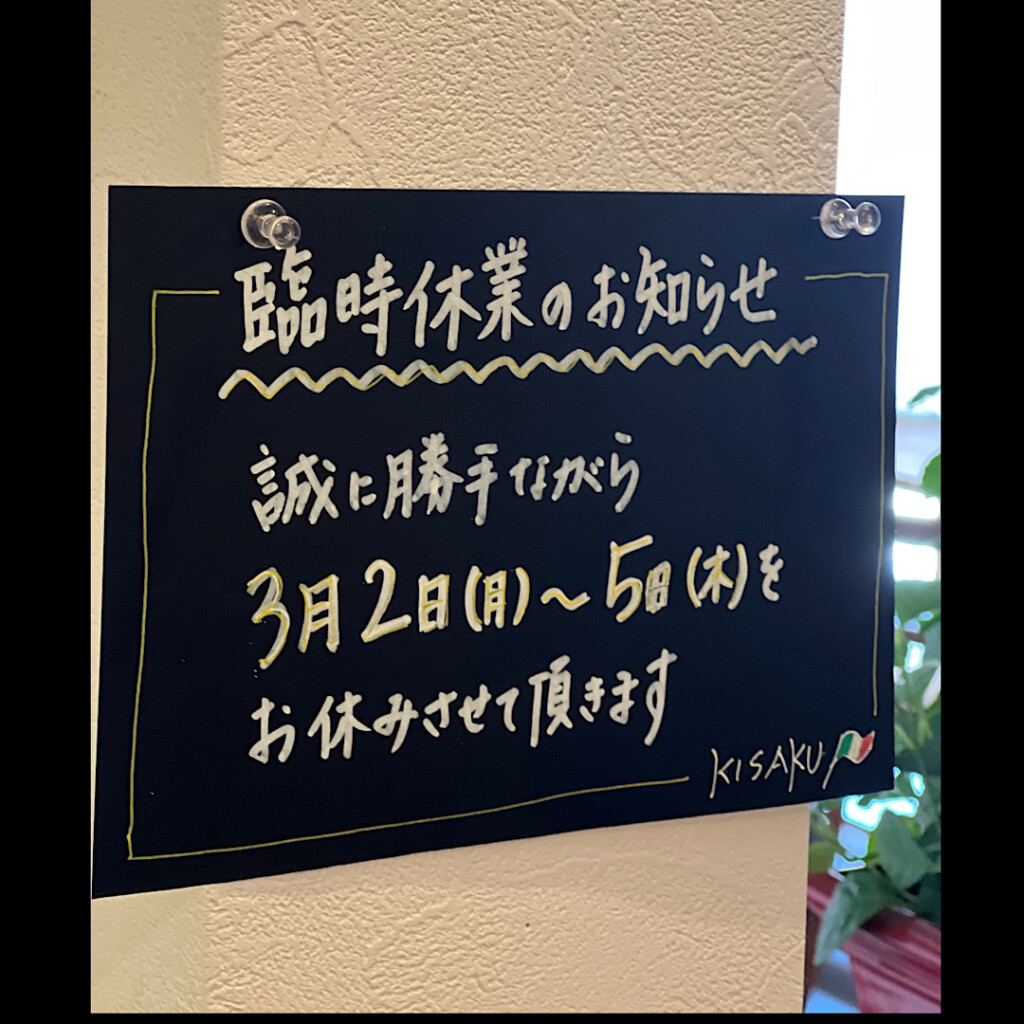 臨時休業のお知らせ
誠に勝手ながら
3月2日(月)～5日(木)を
お休みさせて頂きます
KISAKU